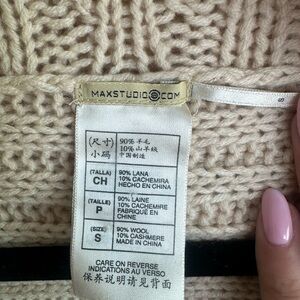 MAXSTUDIO.COM
S
(尺寸)
小码
90% 羊毛
10% 山羊绒
中国制造
(TALLA)
CH
90% LANA
10% CACHEMIRA
HECHO EN CHINA
(TAILLE)
P
90% LAINE
10% CACHEMIRE
FABRIQUÉ EN
CHINE
(SIZE)
S
90% WOOL
10% CASHMERE
MADE IN CHINA
CARE ON REVERSE
INDICATIONS AU VERSO
保养说明请见背面